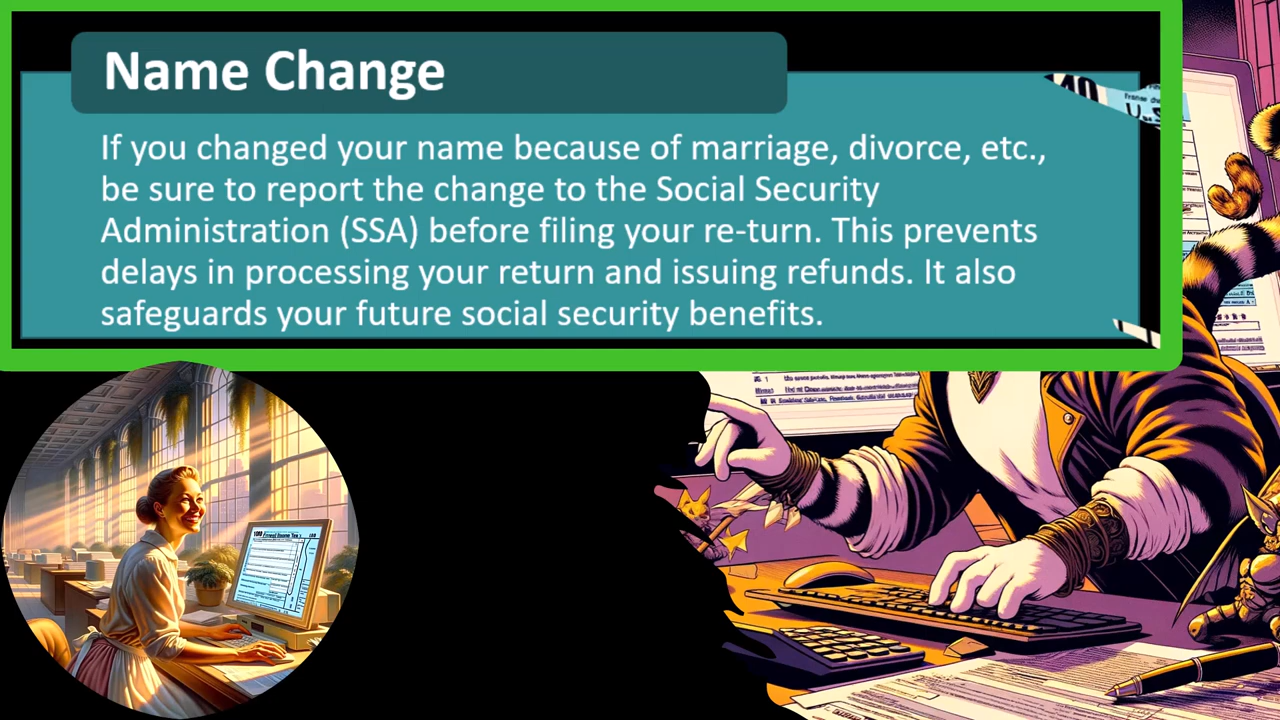 Name Change
If you changed your name because of marriage, divorce, etc.,
be sure to report the change to the Social Security
Administration (SSA) before filing your re-turn. This prevents
delays in processing your return and issuing refunds. It also
safeguards your future social security benefits.